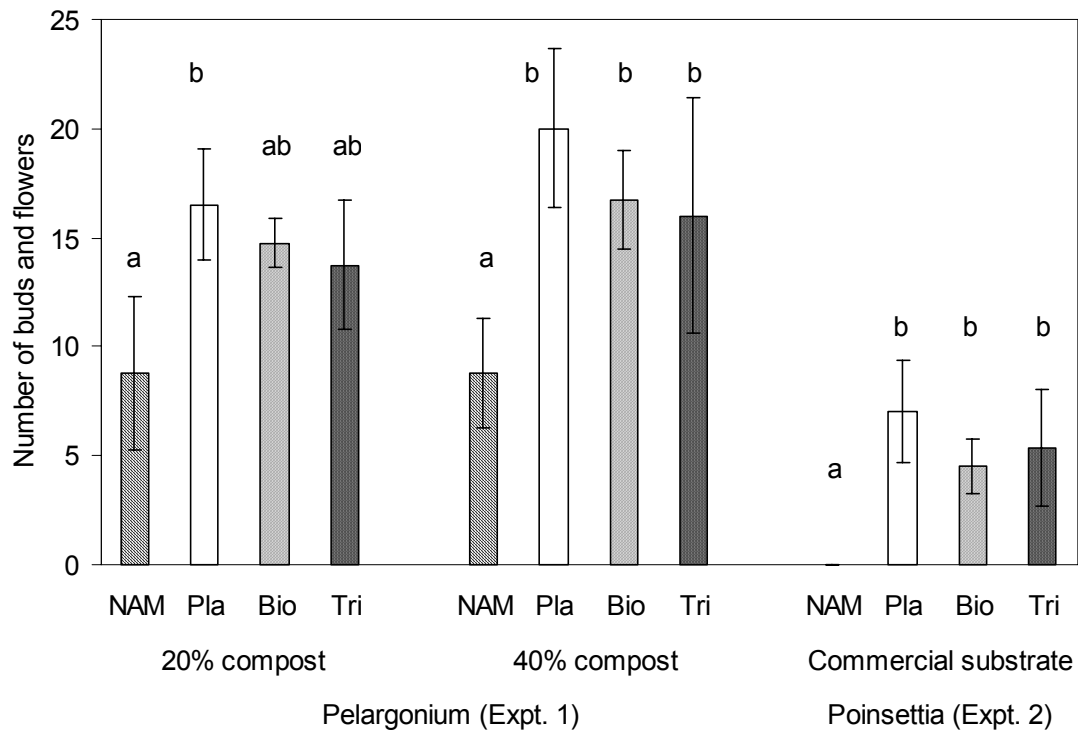 25
20
15
10
5
0
Number of buds and flowers
a
b
ab
ab
a
b
b
b
a
b
b
b
NAM Pla Bio Tri NAM Pla Bio Tri NAM Pla Bio Tri
20% compost 40% compost Commercial substrate
Pelargonium (Expt. 1) Poinsettia (Expt. 2)